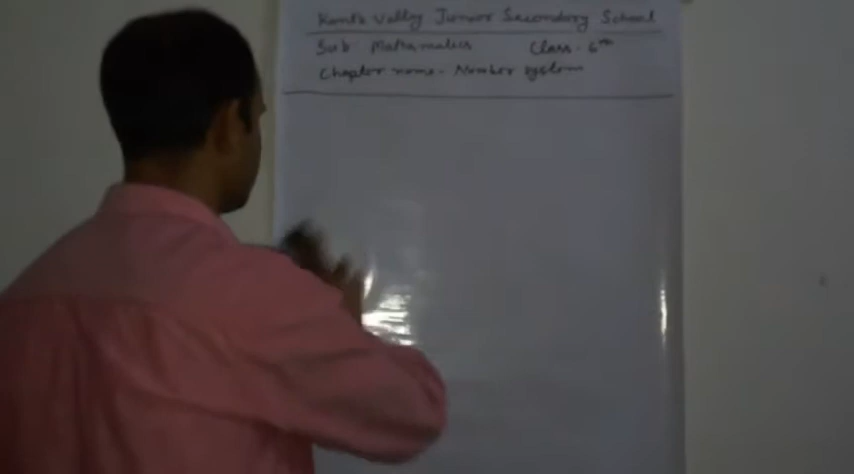 Valley Junior Secondary School
Sub Mathematics Class - 6th
Chapter name - Number system